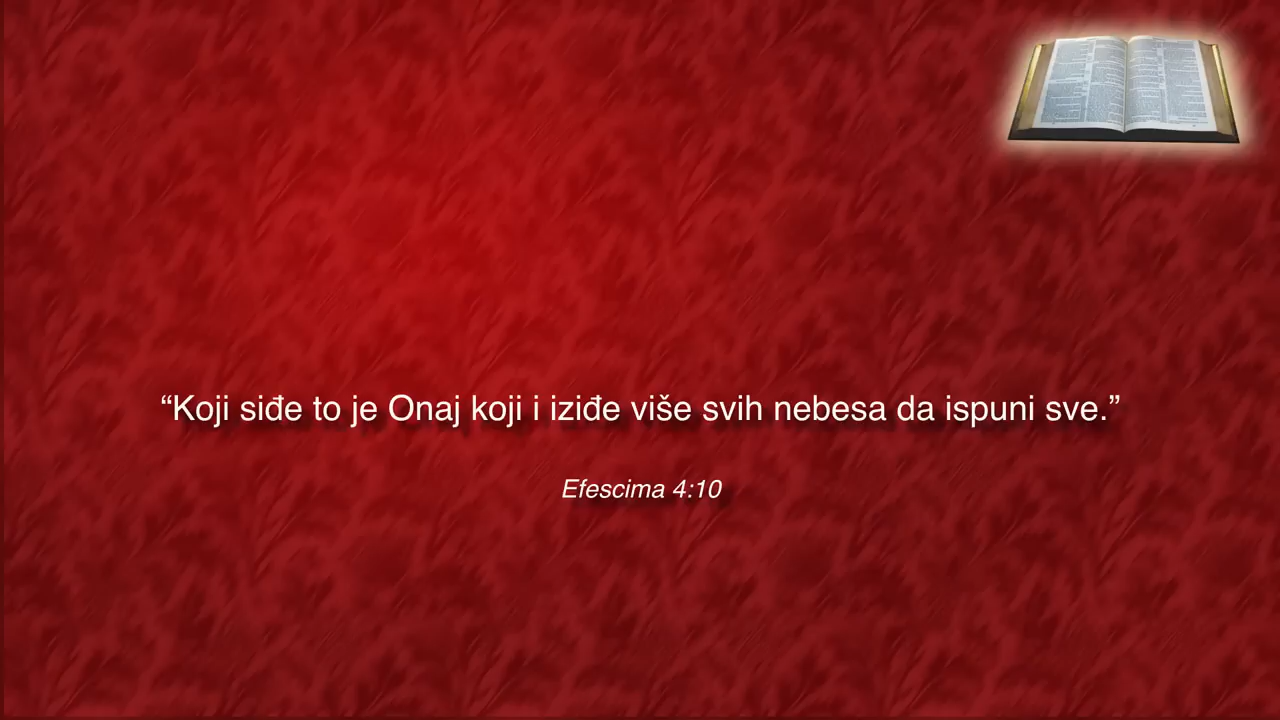 “Koji siđe to je Onaj koji i iziđe više svih nebesa da ispuni sve.”
Efescima 4:10